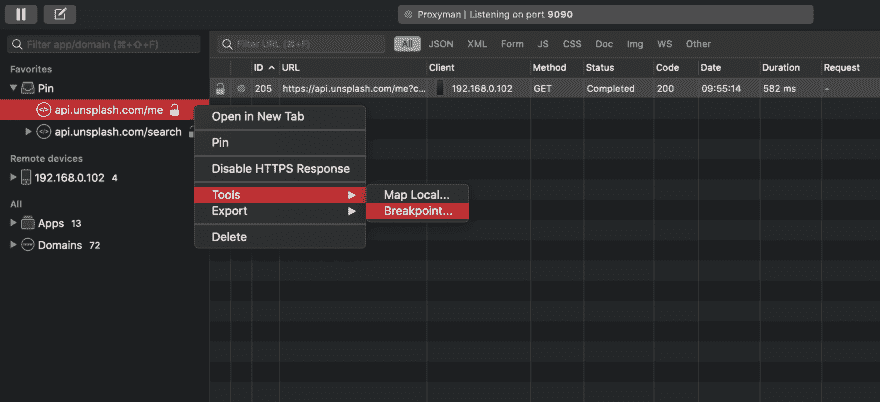 Proxyman | Listening on port 9090
Filter app/domain (⌘+⇧+F)
Filter URL (⌘+F)
All JSON XML Form JS CSS Doc Img WS Other
Favorites
ID URL Client Method Status Code Date Duration Request
Pin
205 https://api.unsplash.com/me?c... 192.168.0.102 GET Completed 200 09:55:14 582 ms -
api.unsplash.com/me
api.unsplash.com/search
Remote devices
192.168.0.102 4
All
Apps 13
Domains 72
Open in New Tab
Pin
Disable HTTPS Response
Tools
Export
Delete
Map Local...
Breakpoint...